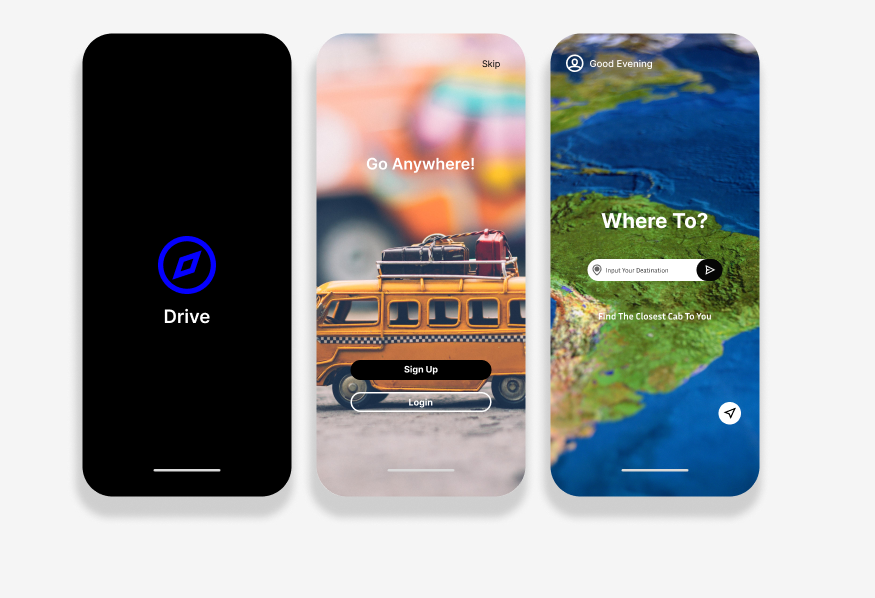 Drive
Skip
Go Anywhere!
Sign Up
Login
Good Evening
Where To?
Input Your Deatination
Find The Closest Cab To You